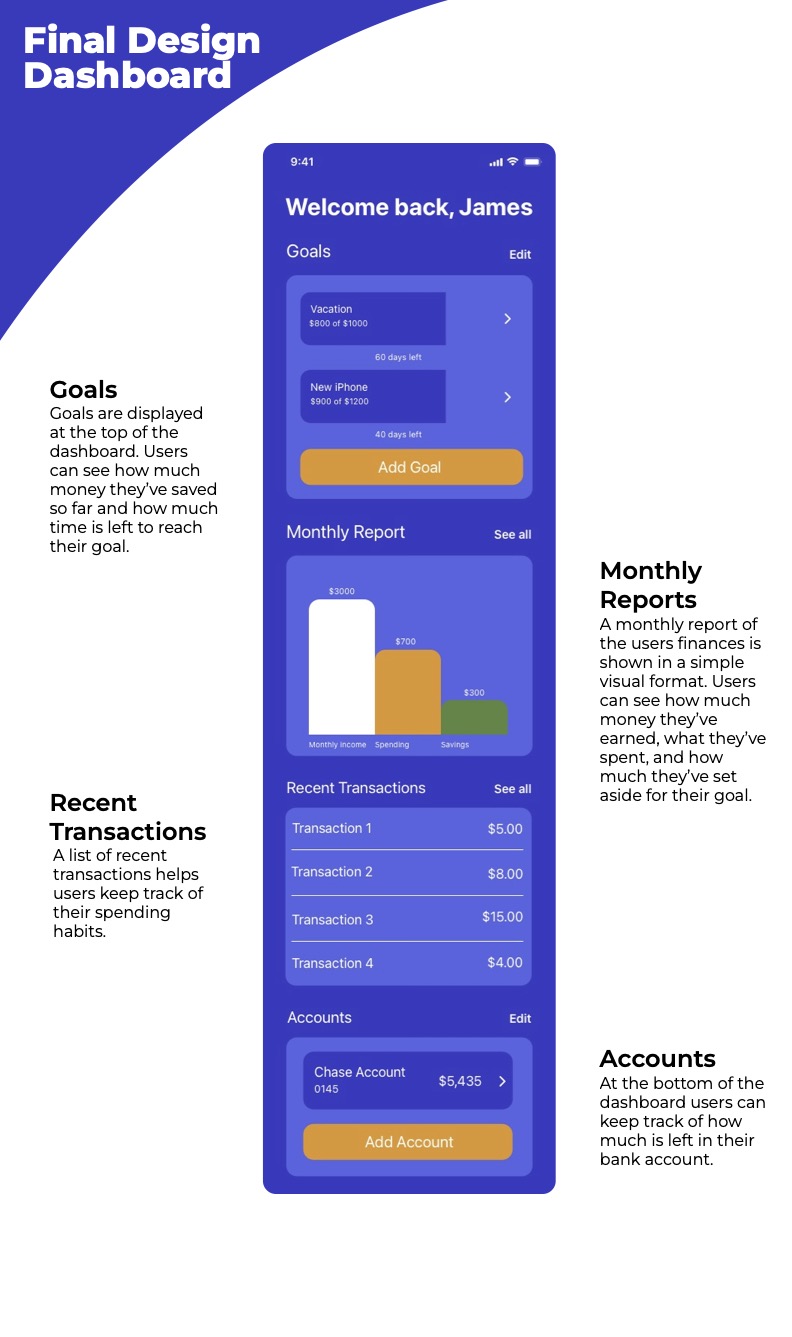 Final Design
Dashboard
9:41
Welcome back, James
Goals
Edit
Vacation
$800 of $1000
60 days left
New iPhone
$900 of $1200
40 days left
Add Goal
Goals
Goals are displayed
at the top of the
dashboard. Users
can see how much
money they’ve saved
so far and how much
time is left to reach
their goal.
Monthly Report
See all
$3000
$700
$300
Monthly income
Spending
Savings
Monthly
Reports
A monthly report of
the users finances is
shown in a simple
visual format. Users
can see how much
money they’ve
earned, what they’ve
spent, and how
much they’ve set
aside for their goal.
Recent Transactions
See all
Transaction 1
$5.00
Transaction 2
$8.00
Transaction 3
$15.00
Transaction 4
$4.00
Recent
Transactions
A list of recent
transactions helps
users keep track of
their spending
habits.
Accounts
Edit
Chase Account
0145
$5,435
Add Account
Accounts
At the bottom of the
dashboard users can
keep track of how
much is left in their
bank account.